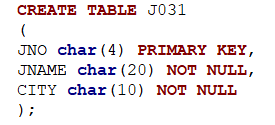 CREATE TABLE J031
(
JNO char(4) PRIMARY KEY,
JNAME char(20) NOT NULL,
CITY char(10) NOT NULL
);